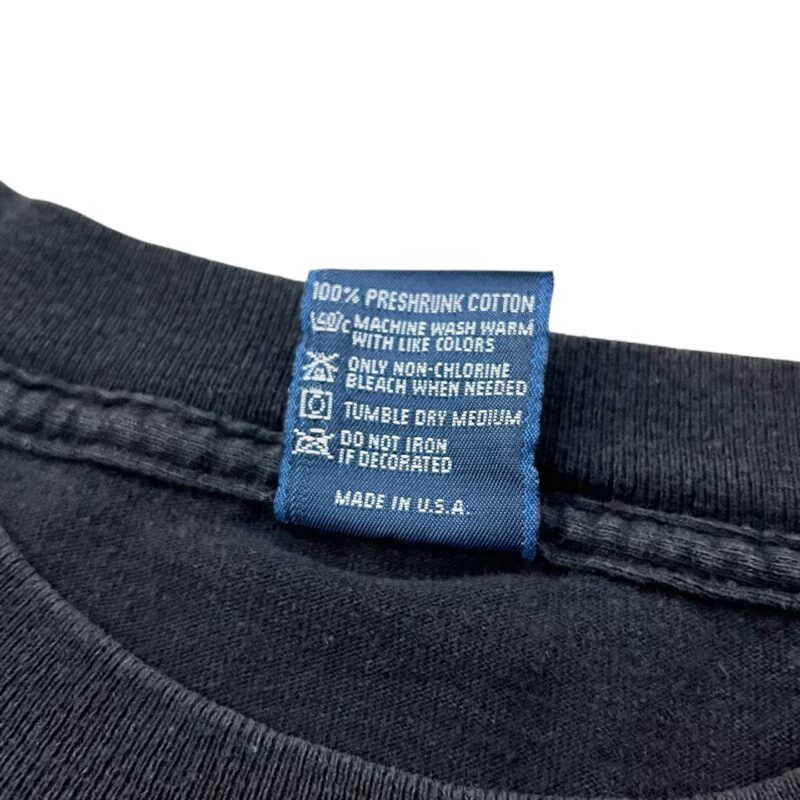 100% PRESHRUNK COTTON
40 C MACHINE WASH WARM
WITH LIKE COLORS
ONLY NON-CHLORINE
BLEACH WHEN NEEDED
TUMBLE DRY MEDIUM
DO NOT IRON
IF DECORATED
MADE IN U.S.A.